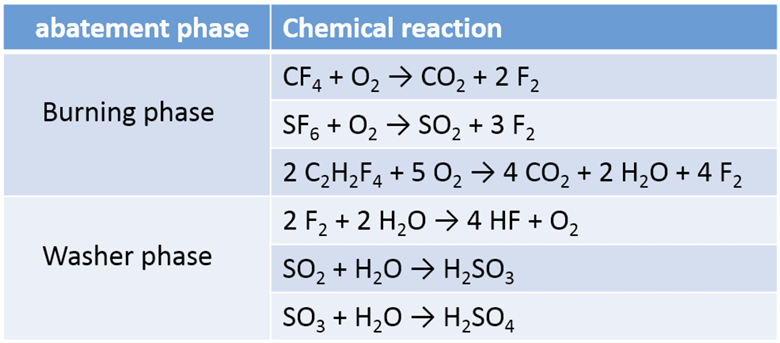 abatement phase Chemical reaction
Burning phase
CF₄ + O₂ → CO₂ + 2 F₂
SF₆ + O₂ → SO₂ + 3 F₂
2 C₂H₂F₄ + 5 O₂ → 4 CO₂ + 2 H₂O + 4 F₂
Washer phase
2 F₂ + 2 H₂O → 4 HF + O₂
SO₂ + H₂O → H₂SO₃
SO₃ + H₂O → H₂SO₄